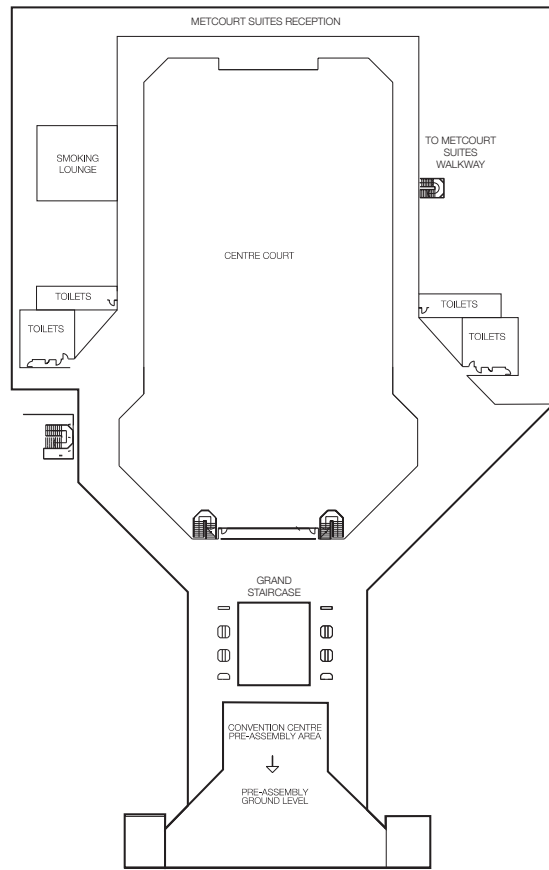 METCOURT SUITES RECEPTION
SMOKING
LOUNGE
TO METCOURT
SUITES
WALKWAY
CENTRE COURT
TOILETS
TOILETS
TOILETS
TOILETS
GRAND
STAIRCASE
CONVENTION CENTRE
PRE-ASSEMBLY AREA
PRE-ASSEMBLY
GROUND LEVEL